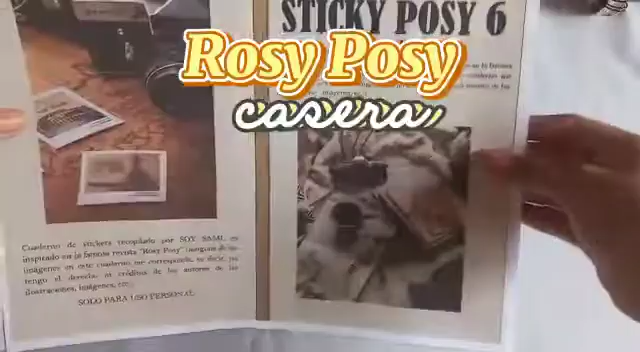 STICKY POSY 6
Rosy Posy
casera
Cuaderno de stickers recopilado por SOY SAMI, es
inspirado en la famosa revista "Rosy Posy" ninguna de las
imágenes en este cuaderno me corresponde, es decir, no
tengo el derecho, ni créditos de los autores de las
ilustraciones, imágenes, etc.
SOLO PARA USO PERSONAL.